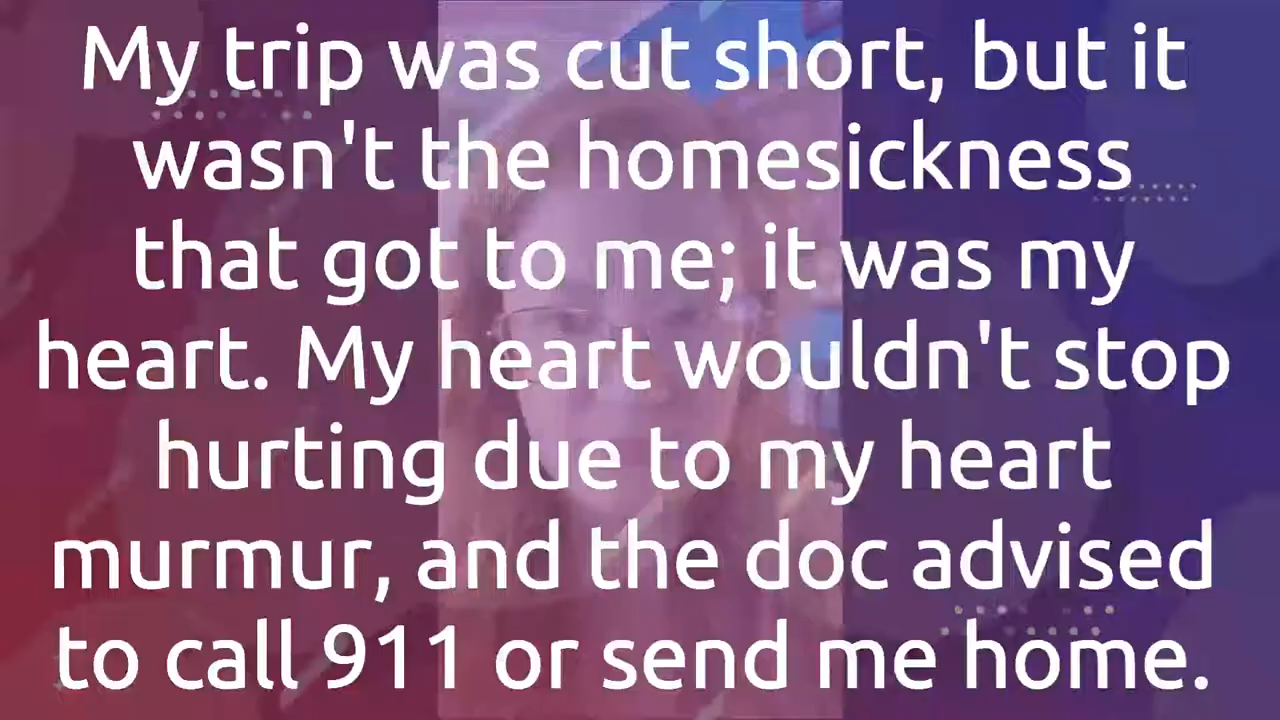 My trip was cut short, but it
wasn't the homesickness
that got to me; it was my
heart. My heart wouldn't stop
hurting due to my heart
murmur, and the doc advised
to call 911 or send me home.